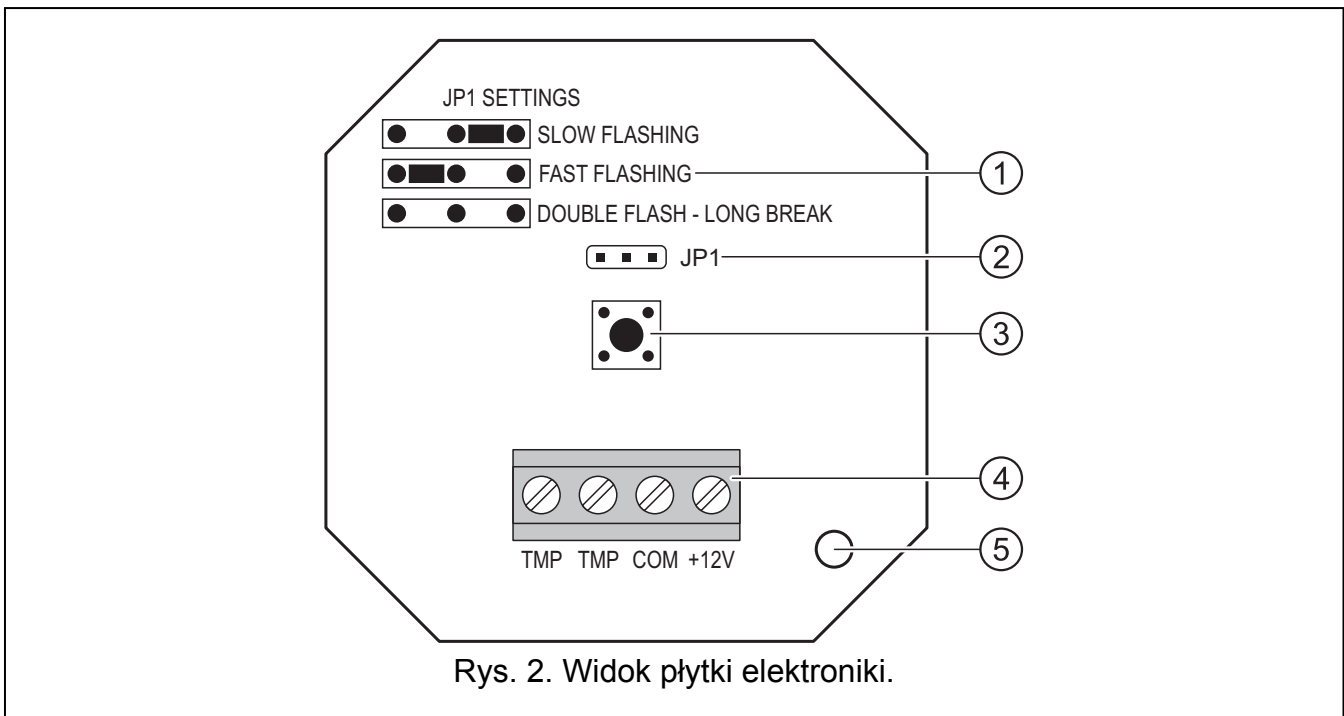 JP1 SETTINGS
SLOW FLASHING
FAST FLASHING
1
DOUBLE FLASH - LONG BREAK
JP1
2
3
4
TMP TMP COM +12V
5
Rys. 2. Widok płytki elektroniki.